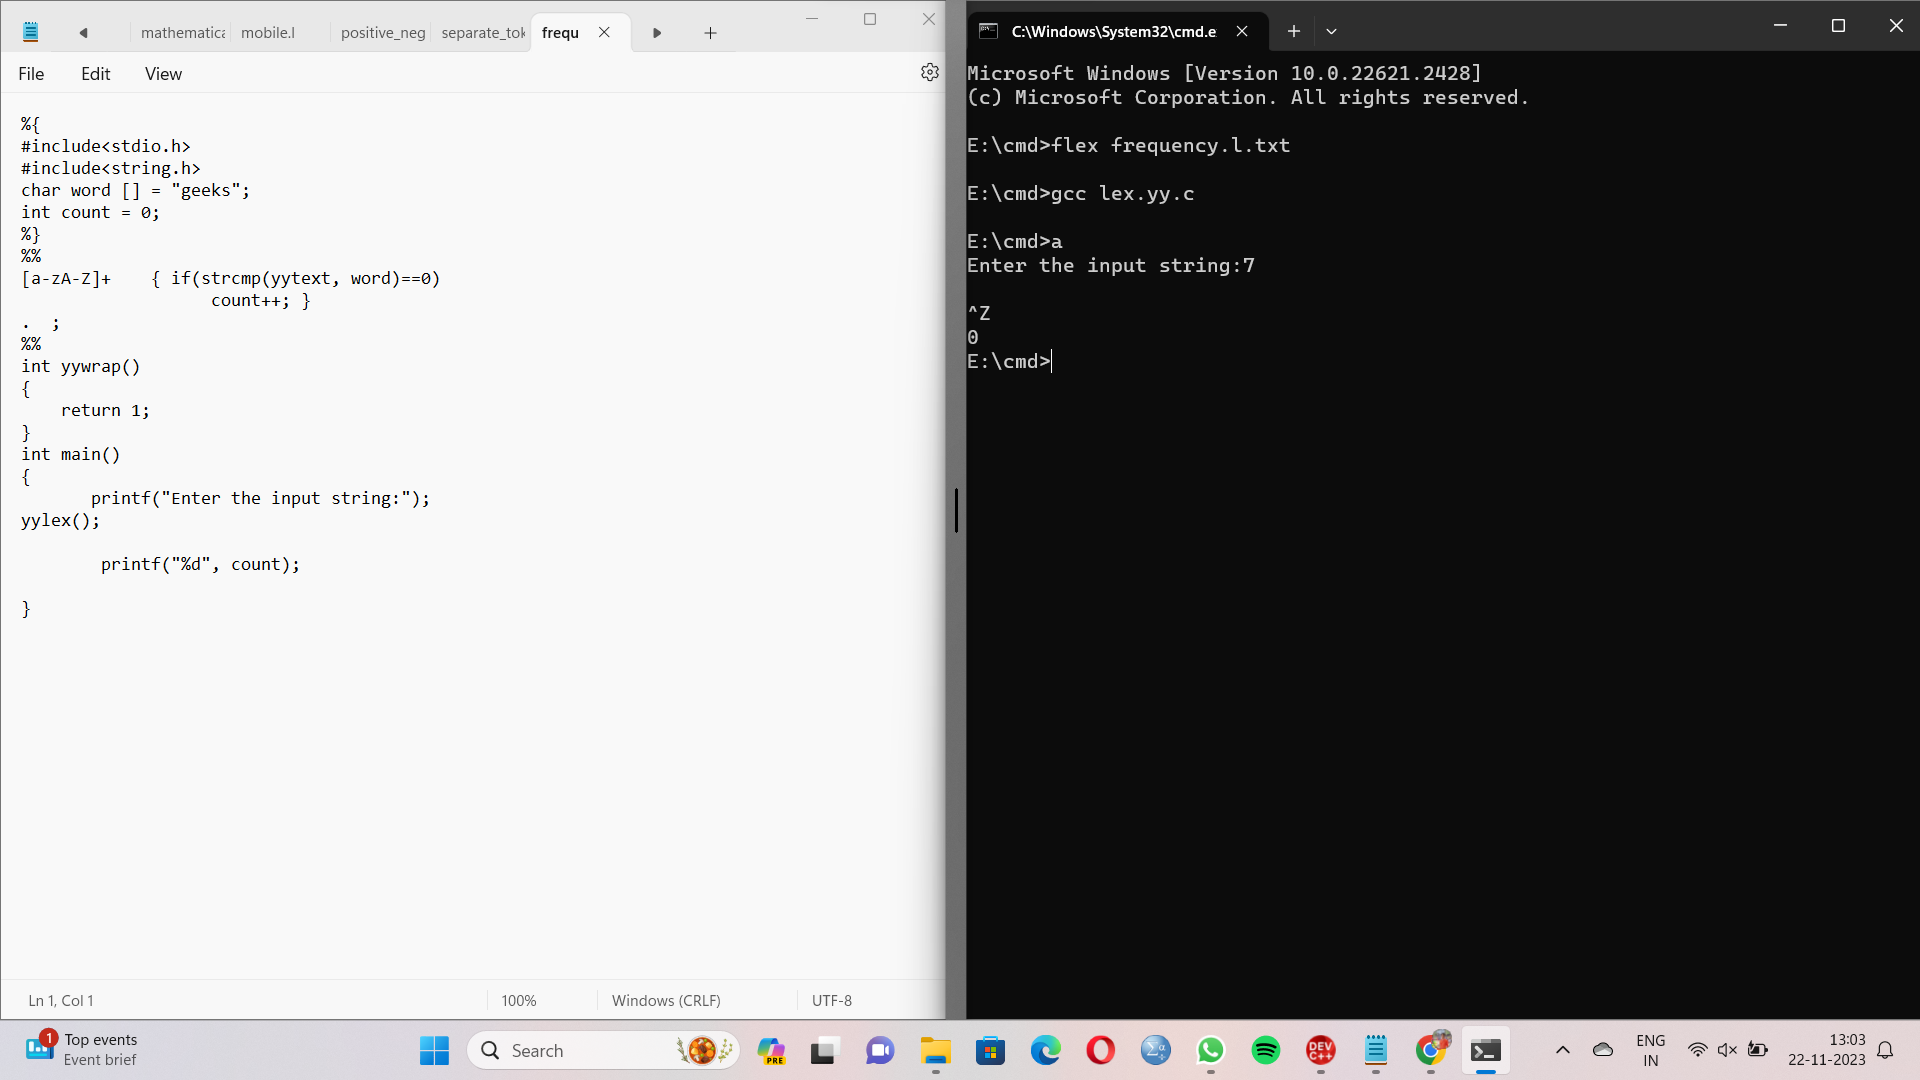 mathematica mobile.l positive_neg separate_tok frequ
File Edit View
%{
#include<stdio.h>
#include<string.h>
char word [] = "geeks";
int count = 0;
%}
%%
[a-zA-Z]+    { if(strcmp(yytext, word)==0)
                   count++; }
.  ;
%%
int yywrap()
{
    return 1;
}
int main()
{
       printf("Enter the input string:");
yylex();
        printf("%d", count);
}
Ln 1, Col 1 100% Windows (CRLF) UTF-8
C:\Windows\System32\cmd.e
Microsoft Windows [Version 10.0.22621.2428]
(c) Microsoft Corporation. All rights reserved.
E:\cmd>flex frequency.l.txt
E:\cmd>gcc lex.yy.c
E:\cmd>a
Enter the input string:7
^Z
0
E:\cmd>
1
Top events
Event brief
Search
PRE
DEV
C++
ENG
IN
13:03
22-11-2023